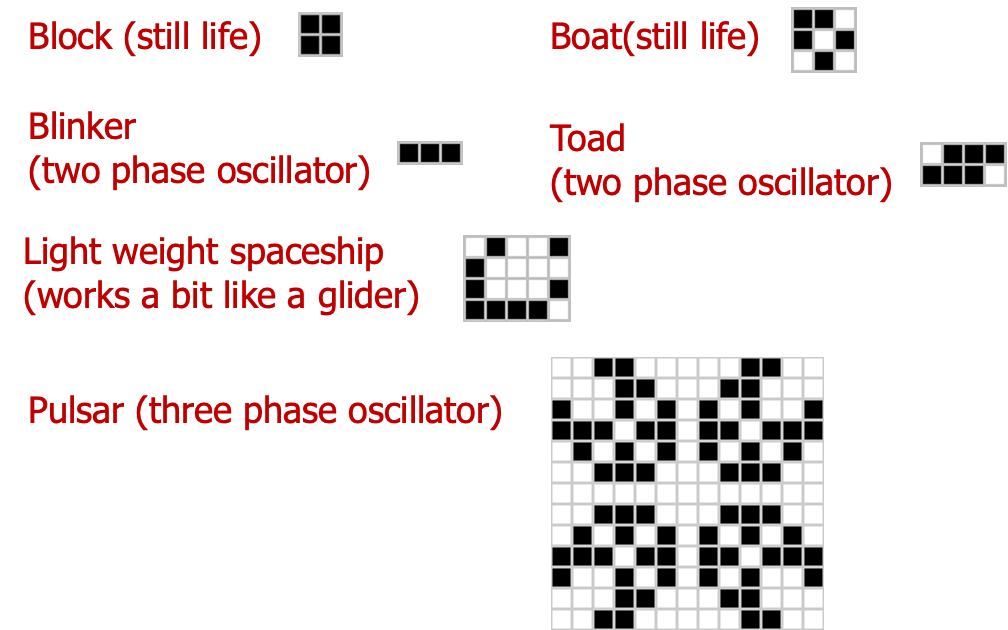 Block (still life)
Boat(still life)
Blinker
(two phase oscillator)
Toad
(two phase oscillator)
Light weight spaceship
(works a bit like a glider)
Pulsar (three phase oscillator)